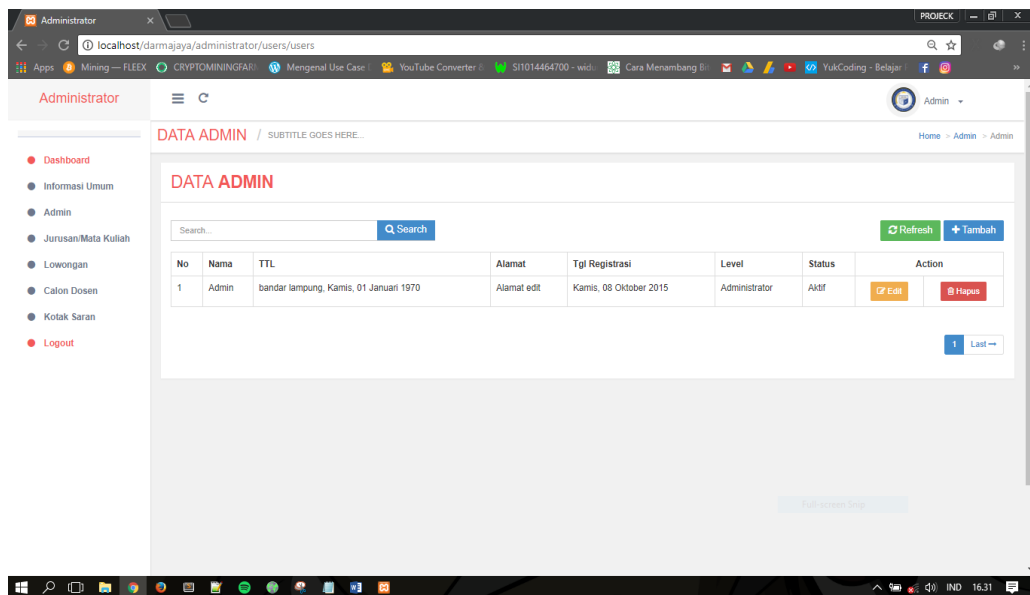 Administrator
PROJECK
localhost/darmajaya/administrator/users/users
Apps Mining — FLEEX CRYPTOMININGFAR Mengenal Use Case YouTube Converter & SI1014464700 - widu Cara Menambang Bit YukCoding - Belajar
Administrator
Admin
DATA ADMIN / SUBTITLE GOES HERE...
Home > Admin > Admin
Dashboard
Informasi Umum
Admin
Jurusan/Mata Kuliah
Lowongan
Calon Dosen
Kotak Saran
Logout
DATA ADMIN
Search... Search Refresh Tambah
No Nama TTL Alamat Tgl Registrasi Level Status Action
1 Admin bandar lampung, Kamis, 01 Januari 1970 Alamat edit Kamis, 08 Oktober 2015 Administrator Aktif Edit Hapus
1 Last→
Full-screen Snip
IND 16.31